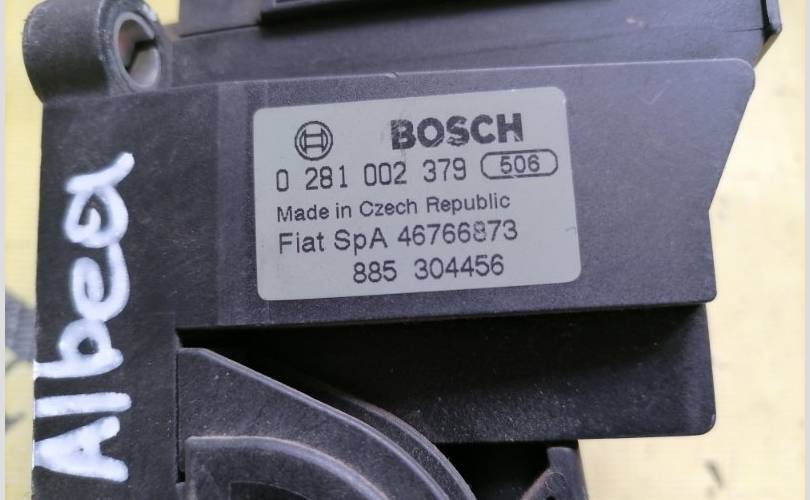 BOSCH
0 281 002 379 506
Made in Czech Republic
Fiat SpA 46766873
885 304456
Albea